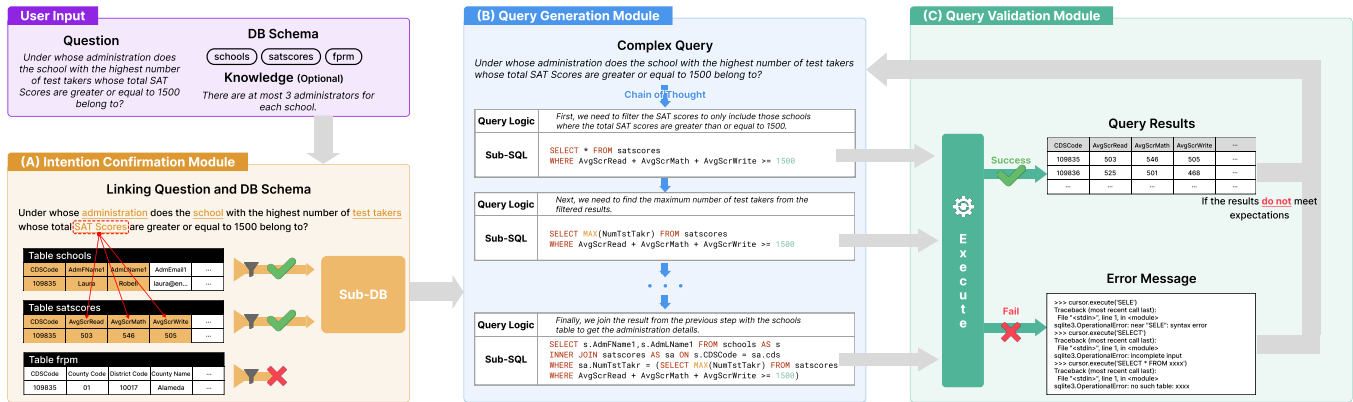 User Input
Question
Under whose administration does
the school with the highest number
of test takers whose total SAT
Scores are greater or equal to 1500
belong to?
DB Schema
schools
satscores
fprm
Knowledge (Optional)
There are at most 3 administrators for
each school.
(A) Intention Confirmation Module
Linking Question and DB Schema
Under whose administration does the school with the highest number of test takers
whose total SAT Scores are greater or equal to 1500 belong to?
Table schools
CDSCode AdmFName1 AdmLName1 AdmEmail1 ...
109835 Laura Robell laura@en... ...
Table satscores
CDSCode AvgScrRead AvgScrMath AvgScrWrite ...
109835 503 546 505 ...
Table frpm
CDSCode County Code District Code County Name ...
109835 01 10017 Alameda ...
Sub-DB
(B) Query Generation Module
Complex Query
Under whose administration does the school with the highest number of test takers
whose total SAT Scores are greater or equal to 1500 belong to?
Chain of Thought
Query Logic
First, we need to filter the SAT scores to only include those schools
where the total SAT scores are greater than or equal to 1500.
Sub-SQL
SELECT * FROM satscores
WHERE AvgScrRead + AvgScrMath + AvgScrWrite >= 1500
Query Logic
Next, we need to find the maximum number of test takers from the
filtered results.
Sub-SQL
SELECT MAX(NumTstTakr) FROM satscores
WHERE AvgScrRead + AvgScrMath + AvgScrWrite >= 1500
Query Logic
Finally, we join the result from the previous step with the schools
table to get the administration details.
Sub-SQL
SELECT s.AdmFName1,s.AdmLName1 FROM schools AS s
INNER JOIN satscores AS sa ON s.CDSCode = sa.cds
WHERE sa.NumTstTakr = (SELECT MAX(NumTstTakr) FROM satscores
WHERE AvgScrRead + AvgScrMath + AvgScrWrite >= 1500)
(C) Query Validation Module
Execute
Success
Query Results
CDSCode AvgScrRead AvgScrMath AvgScrWrite ...
109835 503 546 505 ...
109836 525 501 468 ...
... ... ... ... ...
If the results do not meet
expectations
Fail
Error Message
>>> cursor.execute('SELE')
Traceback (most recent call last):
File "<stdin>", line 1, in <module>
sqlite3.OperationalError: near "SELE": syntax error
>>> cursor.execute('SELECT')
Traceback (most recent call last):
File "<stdin>", line 1, in <module>
sqlite3.OperationalError: incomplete input
>>> cursor.execute('SELECT * FROM xxxx')
Traceback (most recent call last):
File "<stdin>", line 1, in <module>
sqlite3.OperationalError: no such table: xxxx